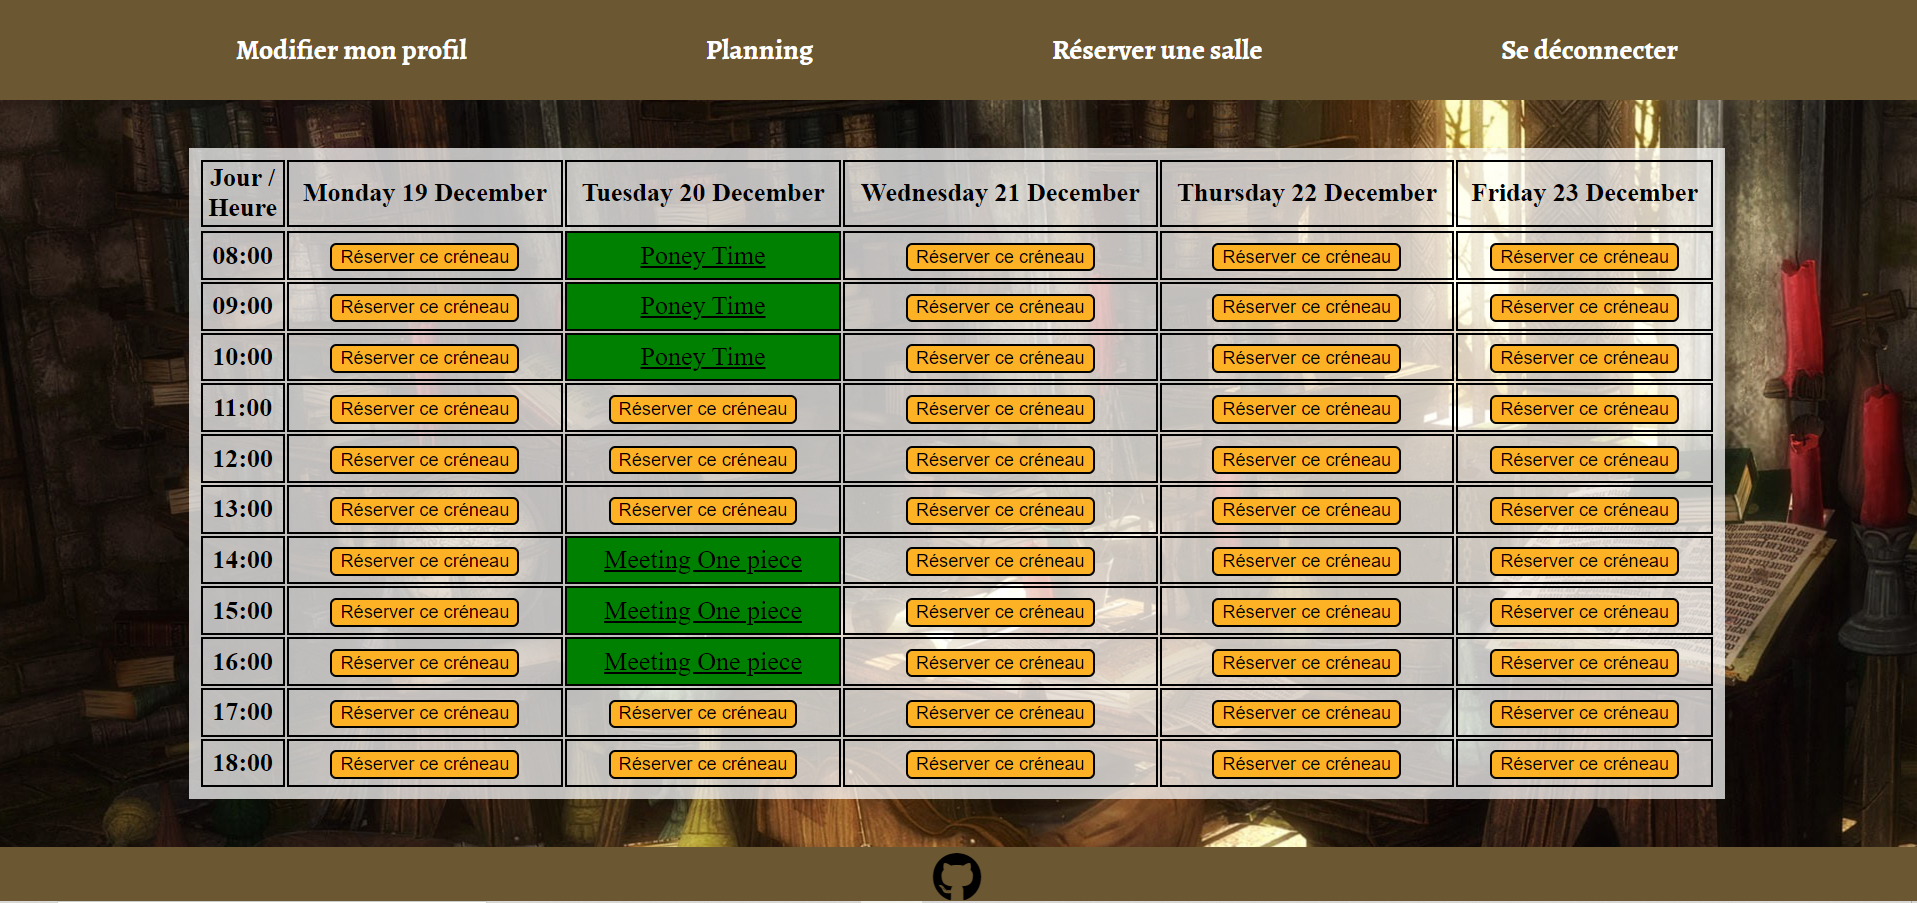 Modifier mon profil Planning Réserver une salle Se déconnecter
Jour / Heure Monday 19 December Tuesday 20 December Wednesday 21 December Thursday 22 December Friday 23 December
08:00 Réserver ce créneau Poney Time Réserver ce créneau Réserver ce créneau Réserver ce créneau
09:00 Réserver ce créneau Poney Time Réserver ce créneau Réserver ce créneau Réserver ce créneau
10:00 Réserver ce créneau Poney Time Réserver ce créneau Réserver ce créneau Réserver ce créneau
11:00 Réserver ce créneau Réserver ce créneau Réserver ce créneau Réserver ce créneau Réserver ce créneau
12:00 Réserver ce créneau Réserver ce créneau Réserver ce créneau Réserver ce créneau Réserver ce créneau
13:00 Réserver ce créneau Réserver ce créneau Réserver ce créneau Réserver ce créneau Réserver ce créneau
14:00 Réserver ce créneau Meeting One piece Réserver ce créneau Réserver ce créneau Réserver ce créneau
15:00 Réserver ce créneau Meeting One piece Réserver ce créneau Réserver ce créneau Réserver ce créneau
16:00 Réserver ce créneau Meeting One piece Réserver ce créneau Réserver ce créneau Réserver ce créneau
17:00 Réserver ce créneau Réserver ce créneau Réserver ce créneau Réserver ce créneau Réserver ce créneau
18:00 Réserver ce créneau Réserver ce créneau Réserver ce créneau Réserver ce créneau Réserver ce créneau